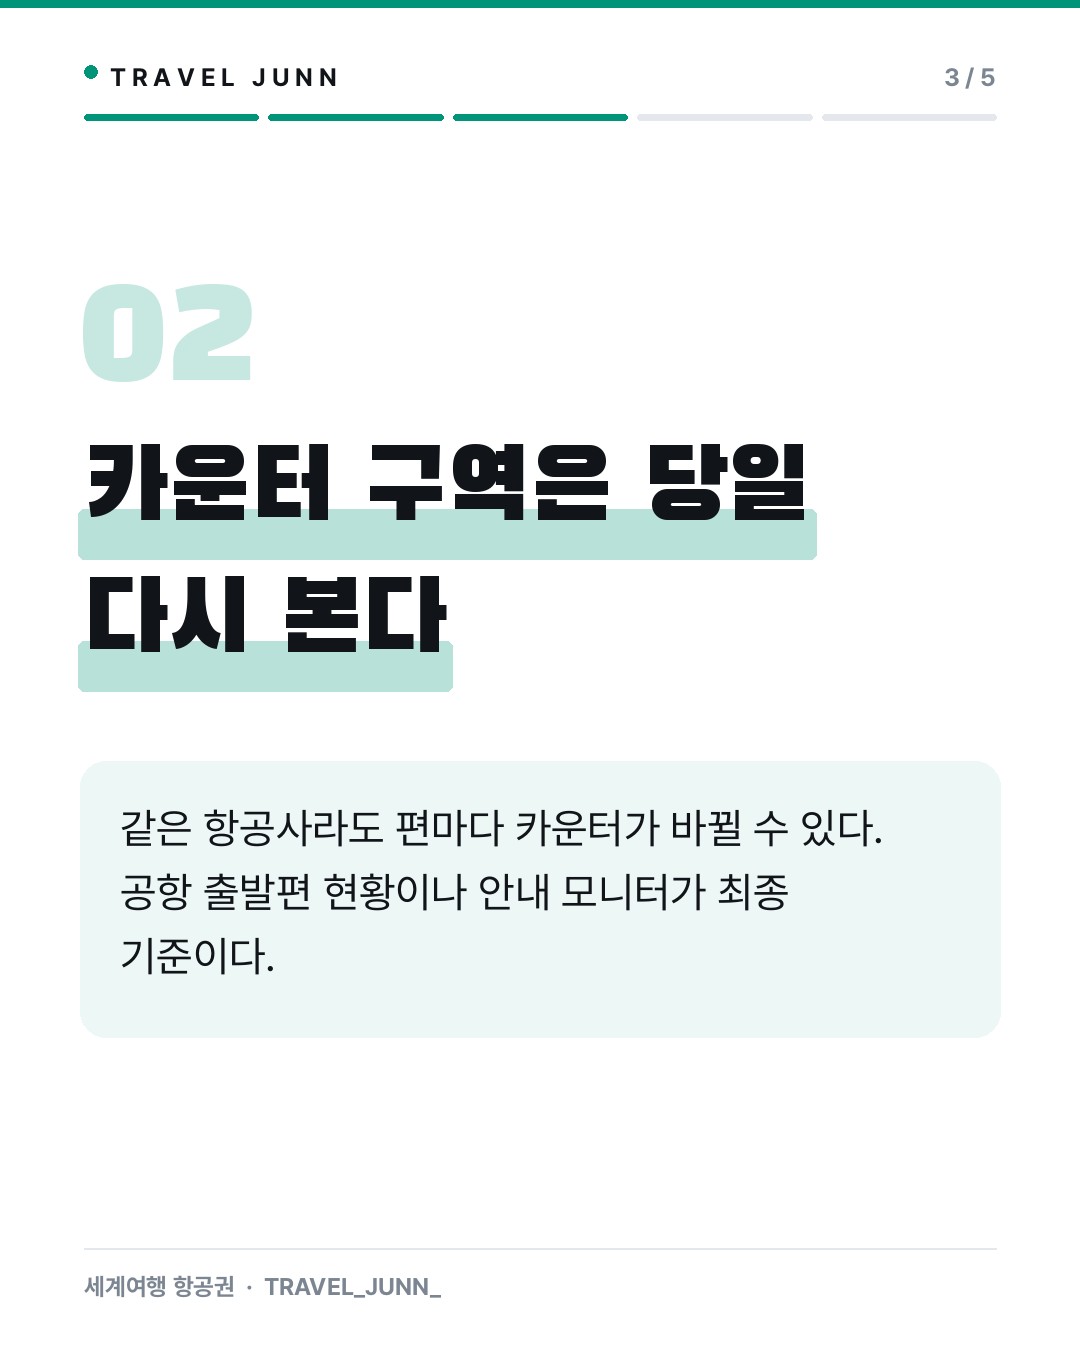 TRAVEL JUNN
3 / 5
02
카운터 구역은 당일
다시 본다
같은 항공사라도 편마다 카운터가 바뀔 수 있다.
공항 출발편 현황이나 안내 모니터가 최종
기준이다.
세계여행 항공권 · TRAVEL_JUNN_